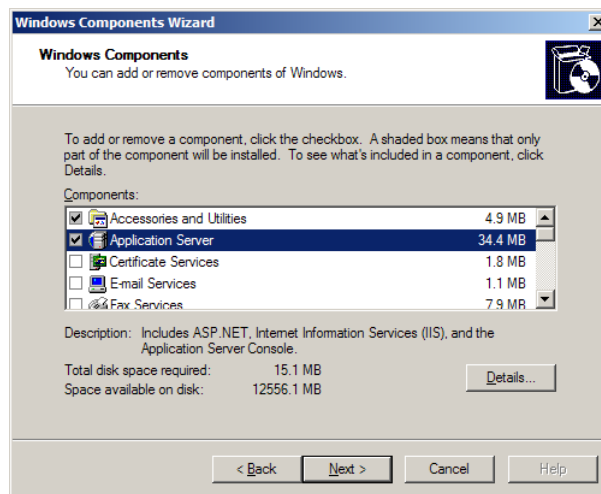 Windows Components Wizard
Windows Components
You can add or remove components of Windows.
To add or remove a component, click the checkbox. A shaded box means that only
part of the component will be installed. To see what's included in a component, click
Details.
Components:
Accessories and Utilities 4.9 MB
Application Server 34.4 MB
Certificate Services 1.8 MB
E-mail Services 1.1 MB
Fax Services 7.9 MB
Description: Includes ASP.NET, Internet Information Services (IIS), and the
Application Server Console.
Total disk space required: 15.1 MB
Space available on disk: 12556.1 MB
Details...
< Back Next > Cancel Help